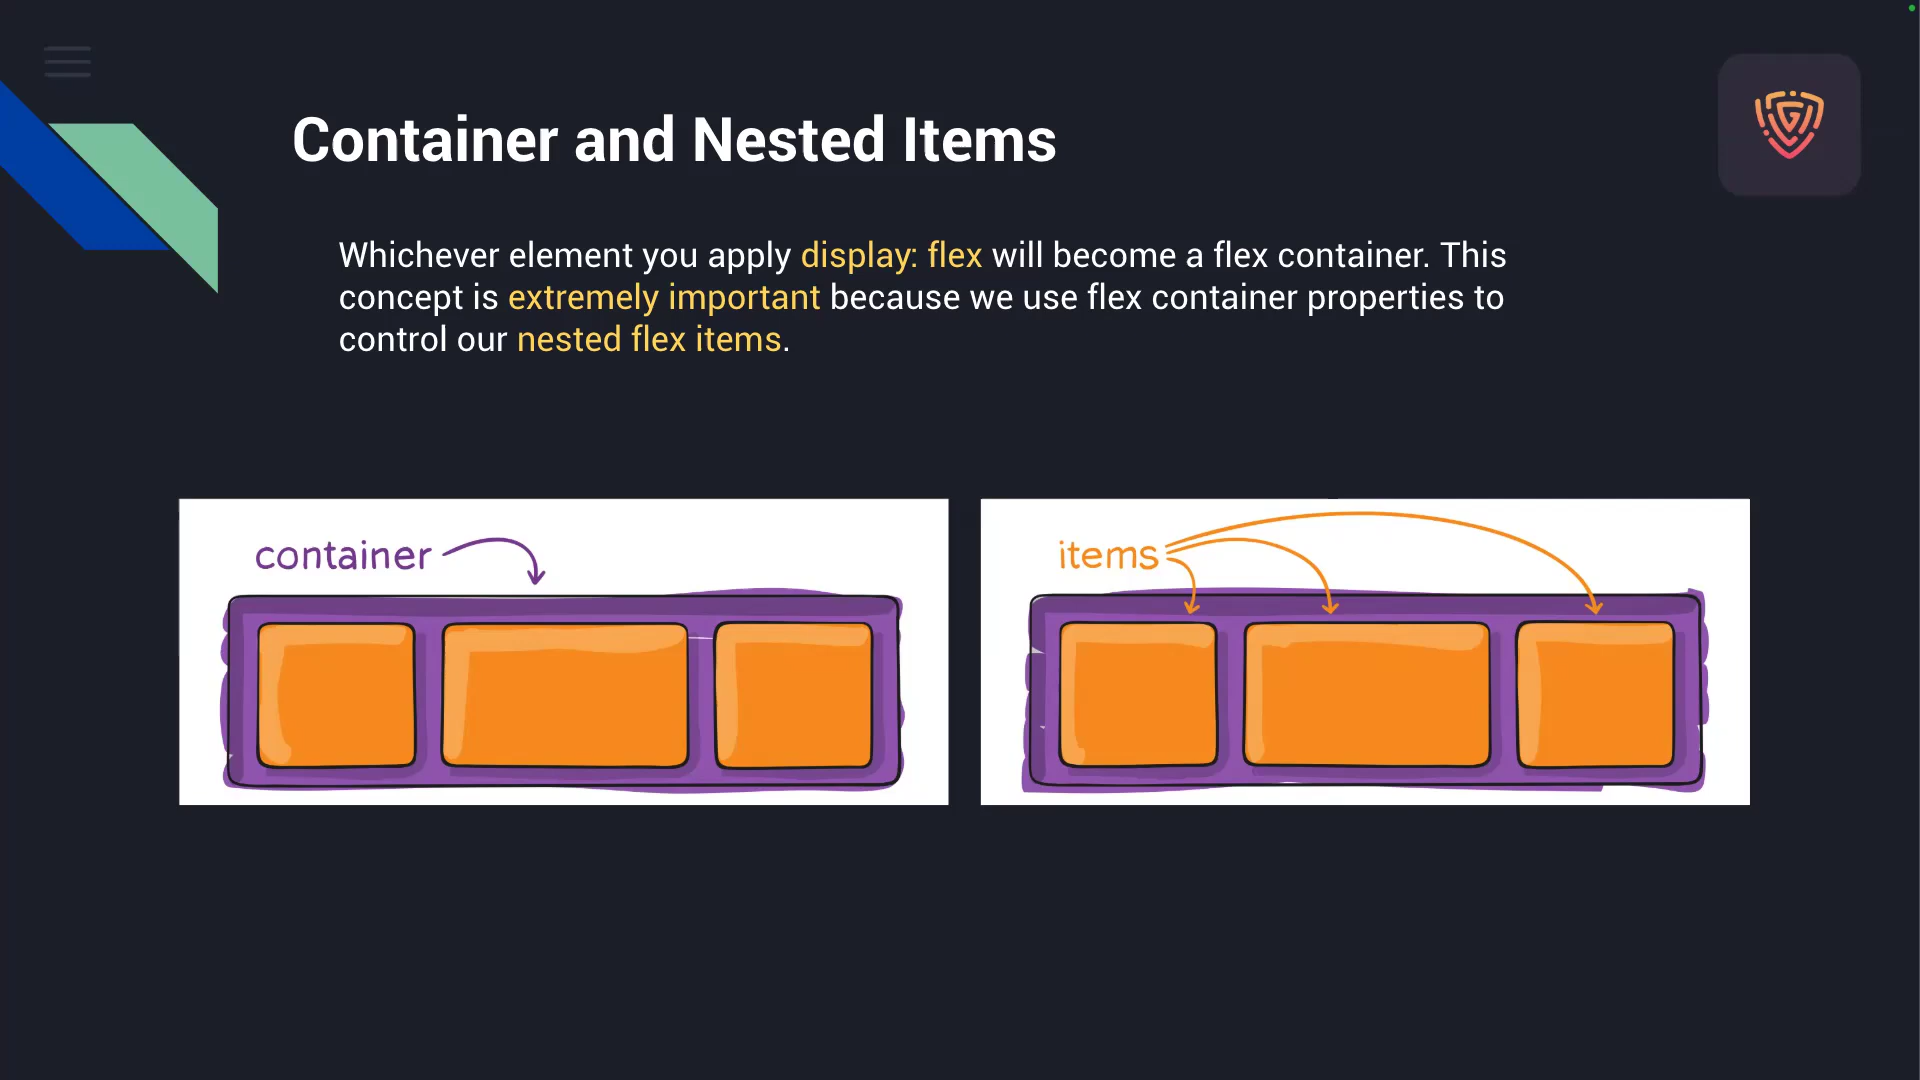 Container and Nested Items
Whichever element you apply display: flex will become a flex container. This
concept is extremely important because we use flex container properties to
control our nested flex items.
container
items